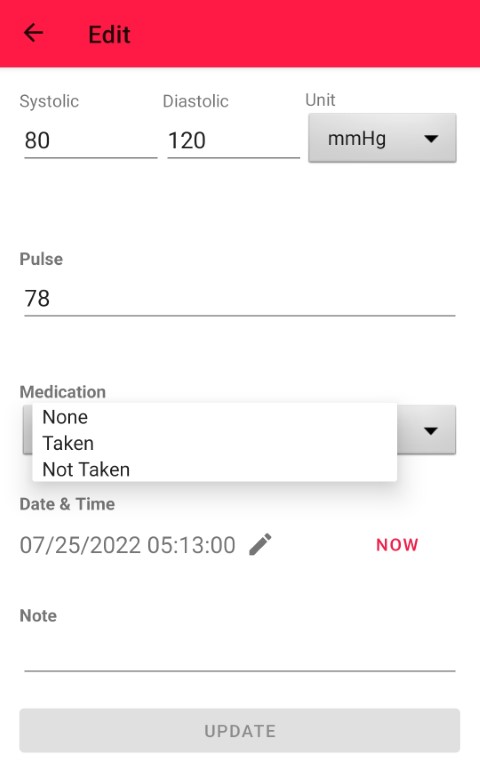 Edit
Systolic Diastolic Unit
80 120 mmHg
Pulse
78
Medication
None
Taken
Not Taken
Date & Time
07/25/2022 05:13:00 NOW
Note
UPDATE